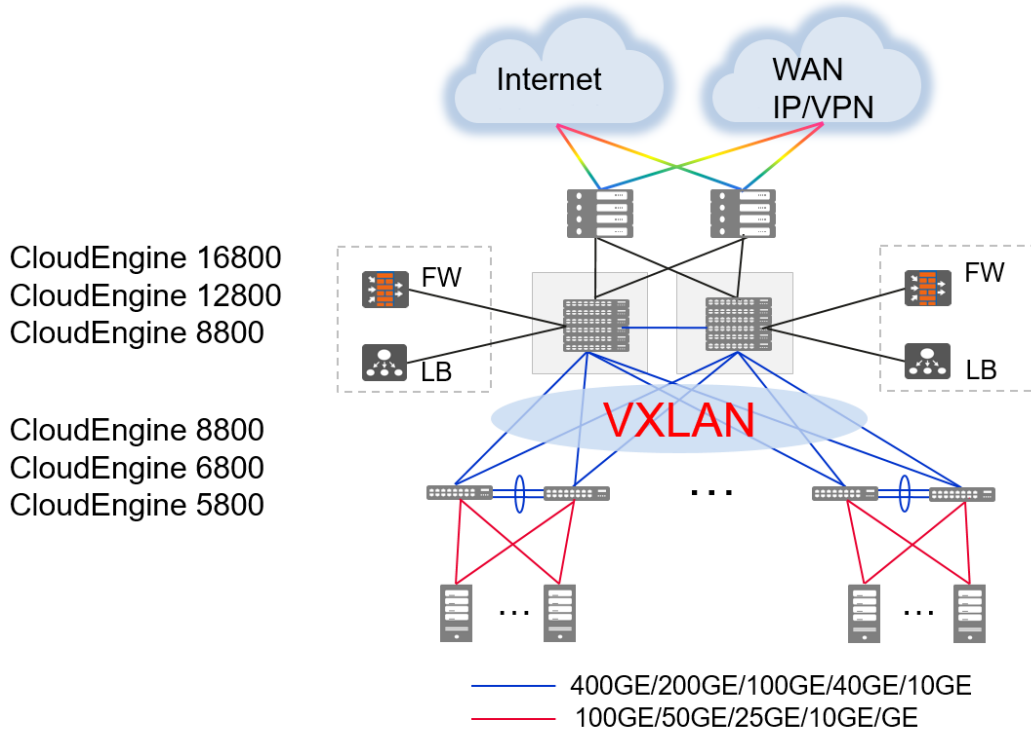 Internet
WAN
IP/VPN
CloudEngine 16800
CloudEngine 12800
CloudEngine 8800
FW
LB
FW
LB
VXLAN
CloudEngine 8800
CloudEngine 6800
CloudEngine 5800
...
... ...
400GE/200GE/100GE/40GE/10GE
100GE/50GE/25GE/10GE/GE